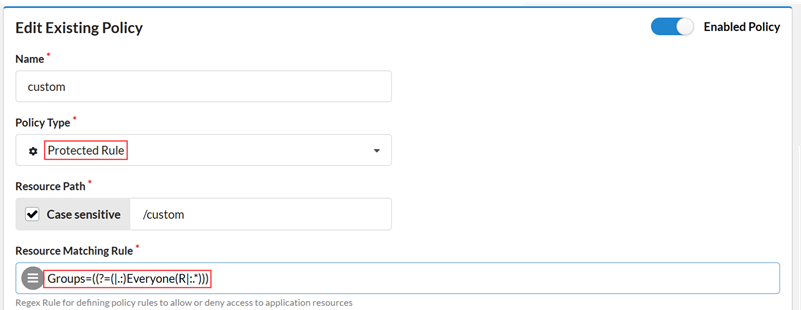 Edit Existing Policy
Enabled Policy
Name *
custom
Policy Type *
Protected Rule
Resource Path *
Case sensitive /custom
Resource Matching Rule *
Groups=((?=(|.:)Everyone(R|:.*)))
Regex Rule for defining policy rules to allow or deny access to application resources